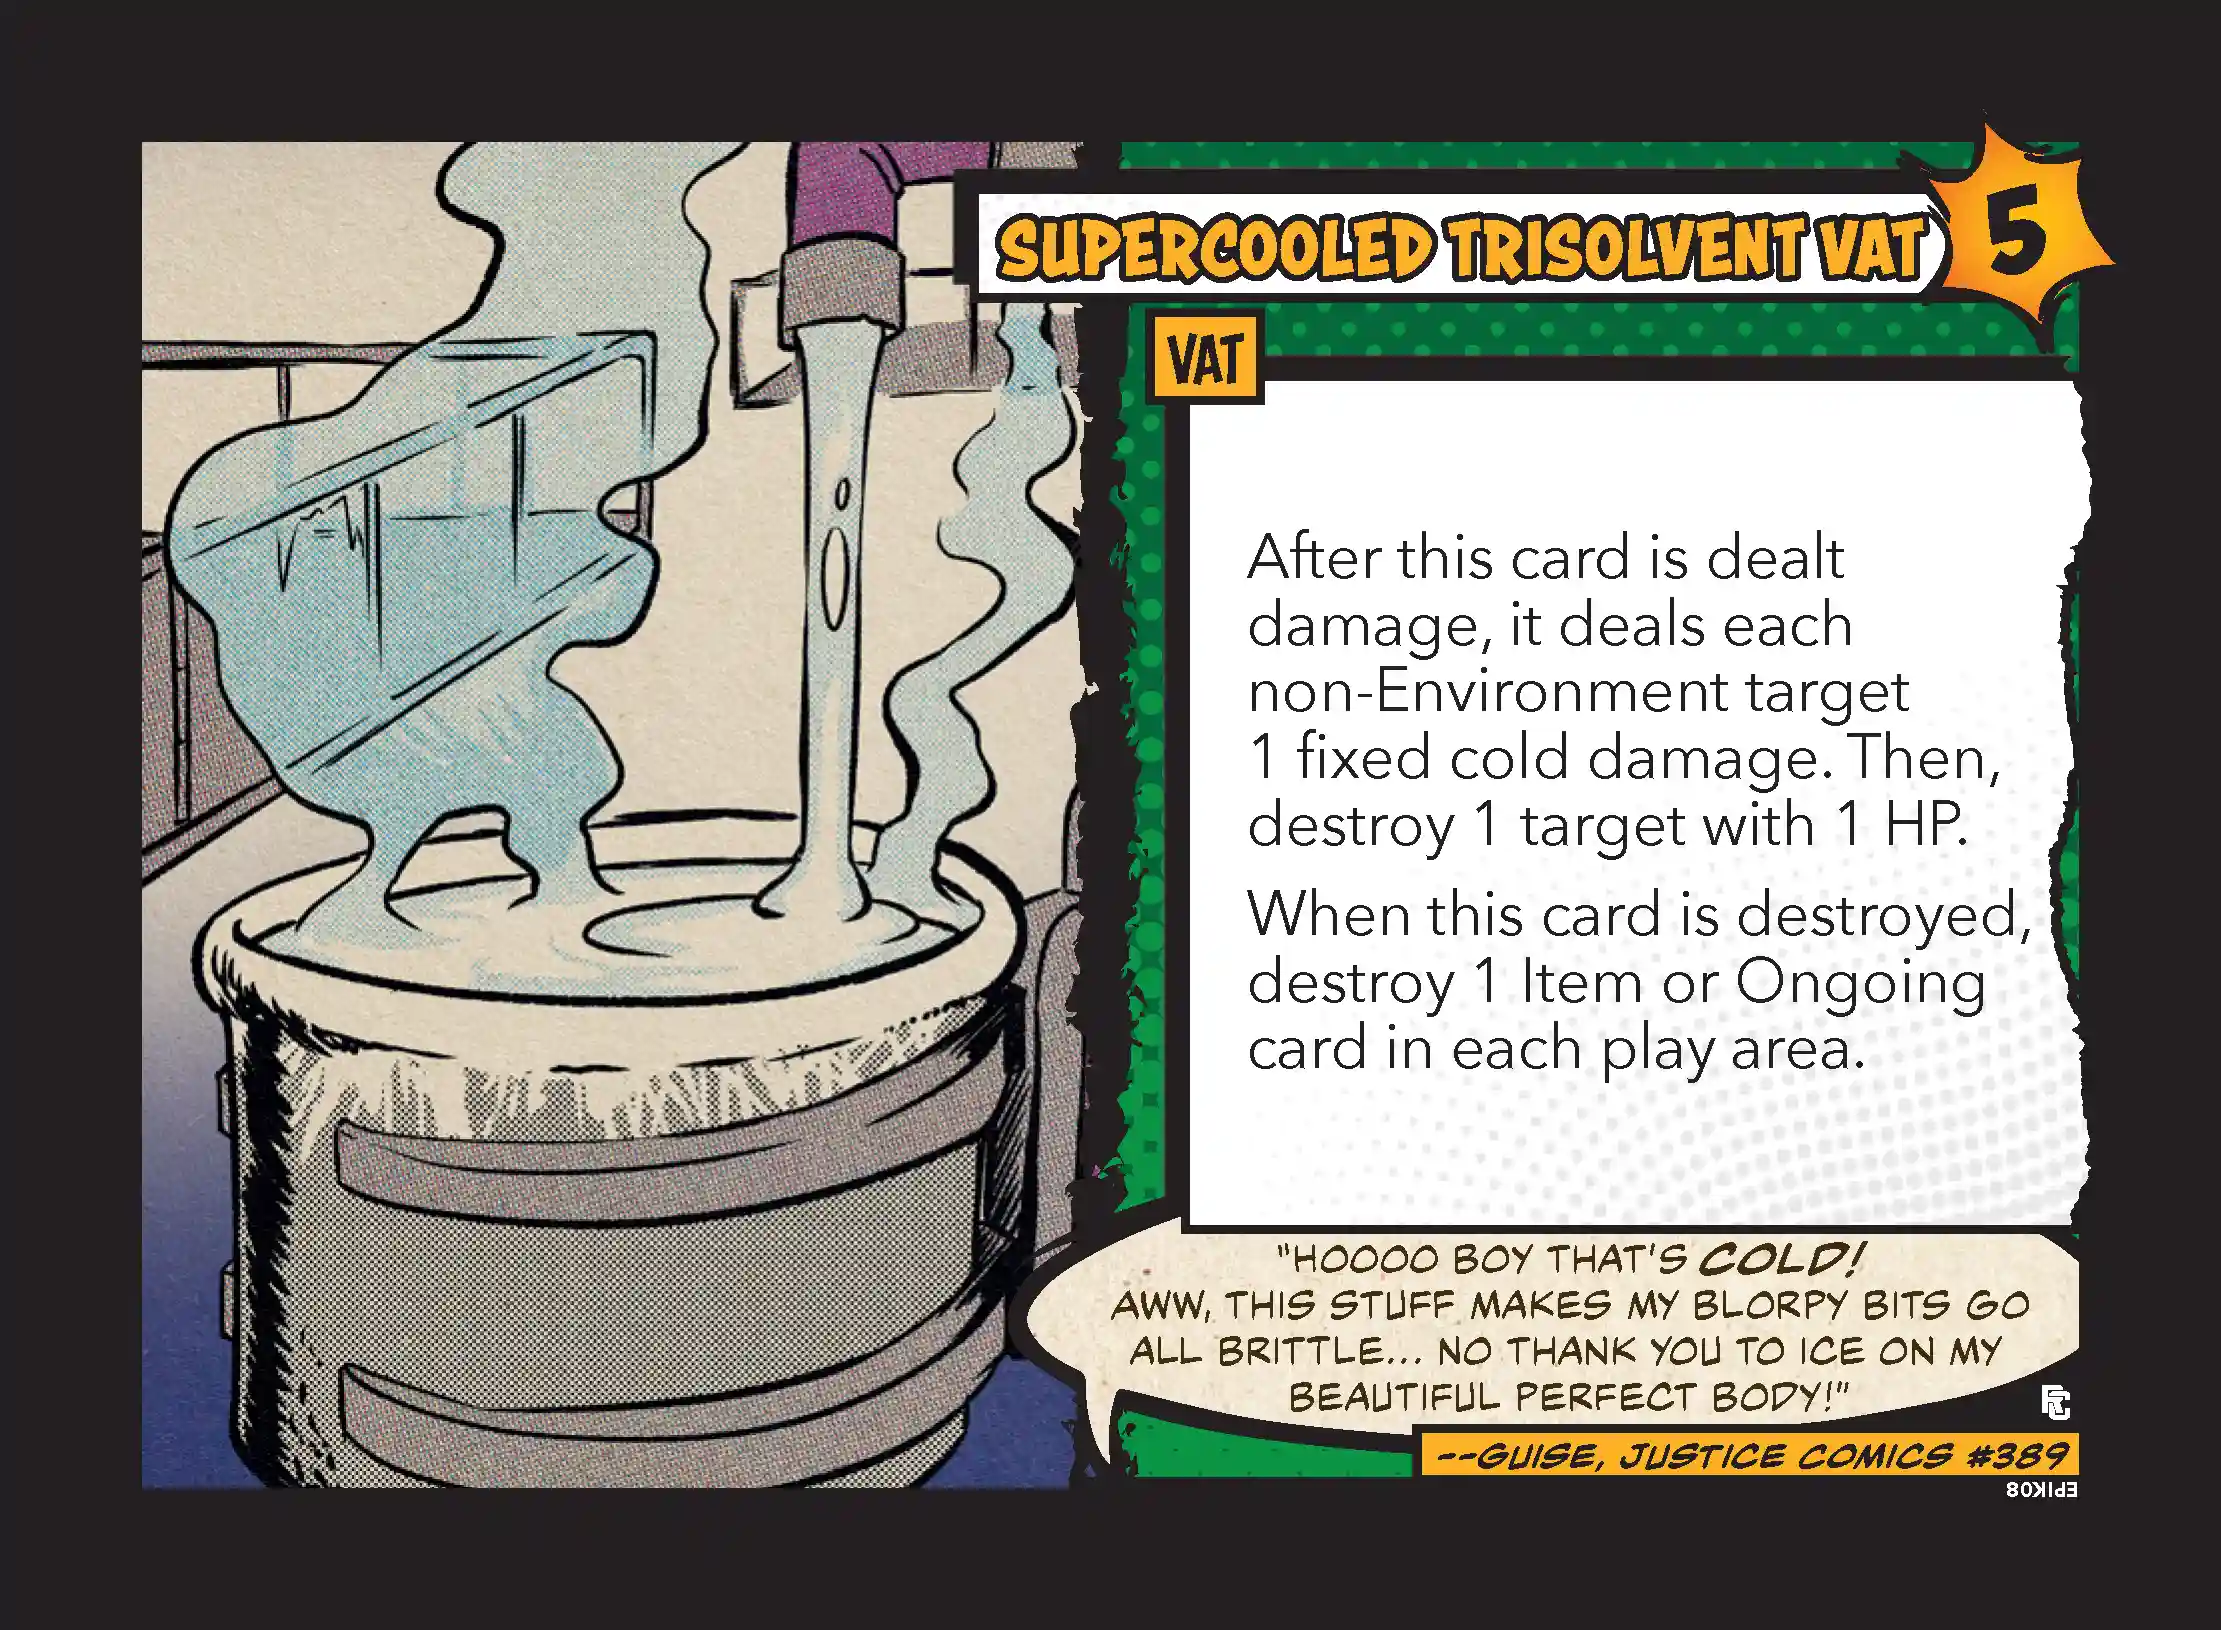 SUPERCOOLED TRISOLVENT VAT
5
VAT
After this card is dealt
damage, it deals each
non-Environment target
1 fixed cold damage. Then,
destroy 1 target with 1 HP.
When this card is destroyed,
destroy 1 Item or Ongoing
card in each play area.
"HOOOO BOY THAT'S COLD!
AWW, THIS STUFF MAKES MY BLORPY BITS GO
ALL BRITTLE... NO THANK YOU TO ICE ON MY
BEAUTIFUL PERFECT BODY!"
--GUISE, JUSTICE COMICS #389
EPIK08